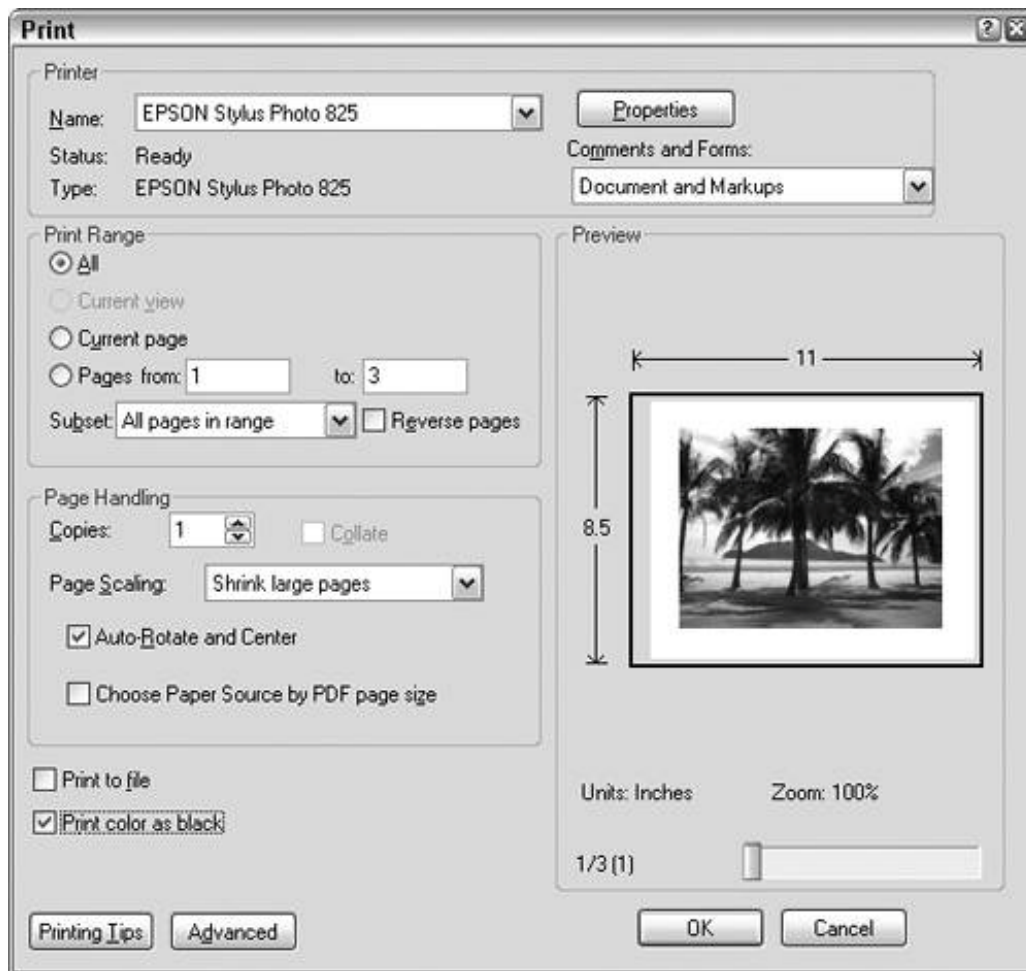 Print
Printer
Name: EPSON Stylus Photo 825 Properties
Status: Ready Comments and Forms:
Type: EPSON Stylus Photo 825 Document and Markups
Print Range
All
Current view
Current page
Pages from: 1 to: 3
Subset: All pages in range Reverse pages
Page Handling
Copies: 1 Collate
Page Scaling: Shrink large pages
Auto-Rotate and Center
Choose Paper Source by PDF page size
Print to file
Print color as black
Preview
11
8.5
Units: Inches Zoom: 100%
1/3 (1)
Printing Tips Advanced OK Cancel